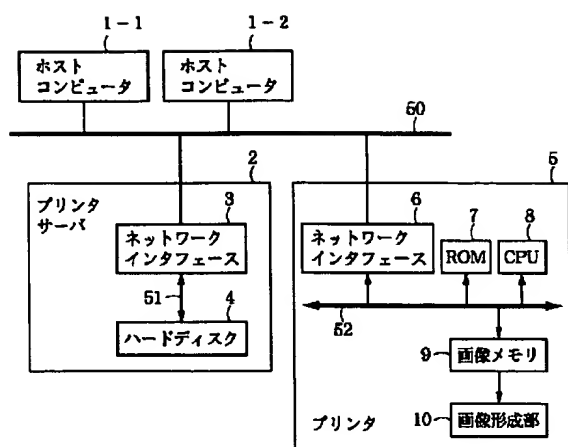 1-1
1-2
ホスト
コンピュータ
ホスト
コンピュータ
50
2
5
プリンタ
サーバ
3
ネットワーク
インタフェース
51
4
ハードディスク
6
ネットワーク
インタフェース
7
ROM
8
CPU
52
9
画像メモリ
プリンタ
10
画像形成部